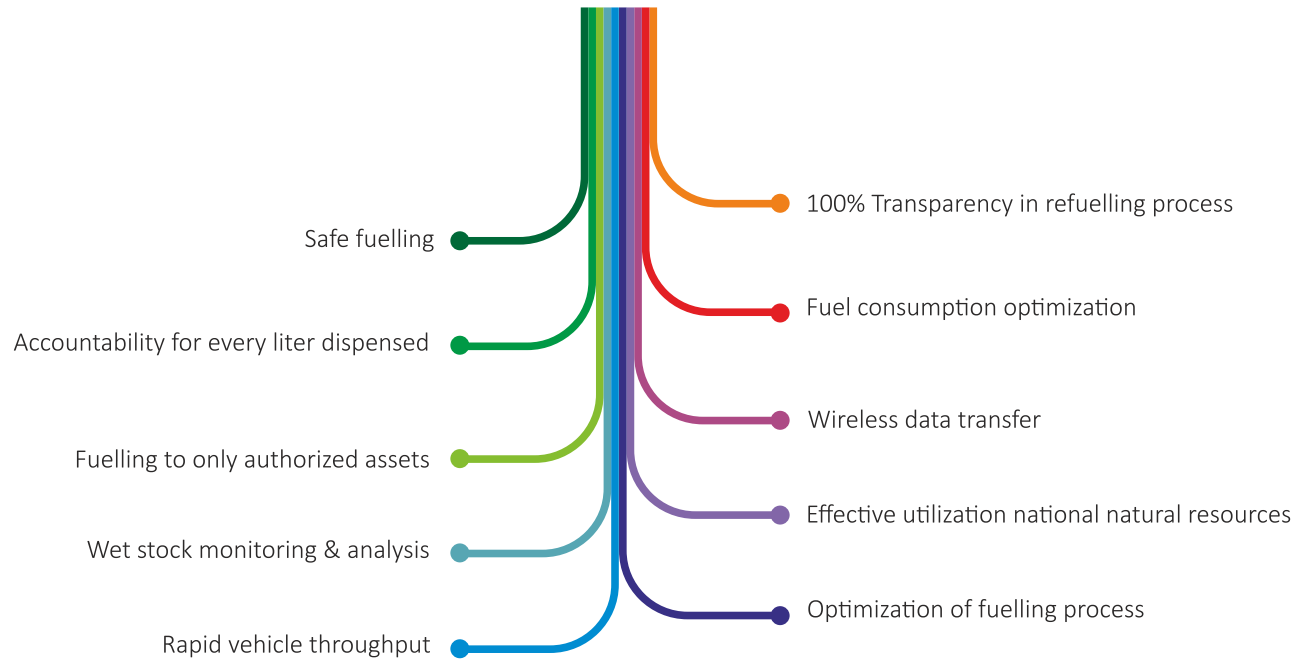 Safe fuelling
Accountability for every liter dispensed
Fuelling to only authorized assets
Wet stock monitoring & analysis
Rapid vehicle throughput
100% Transparency in refuelling process
Fuel consumption optimization
Wireless data transfer
Effective utilization national natural resources
Optimization of fuelling process